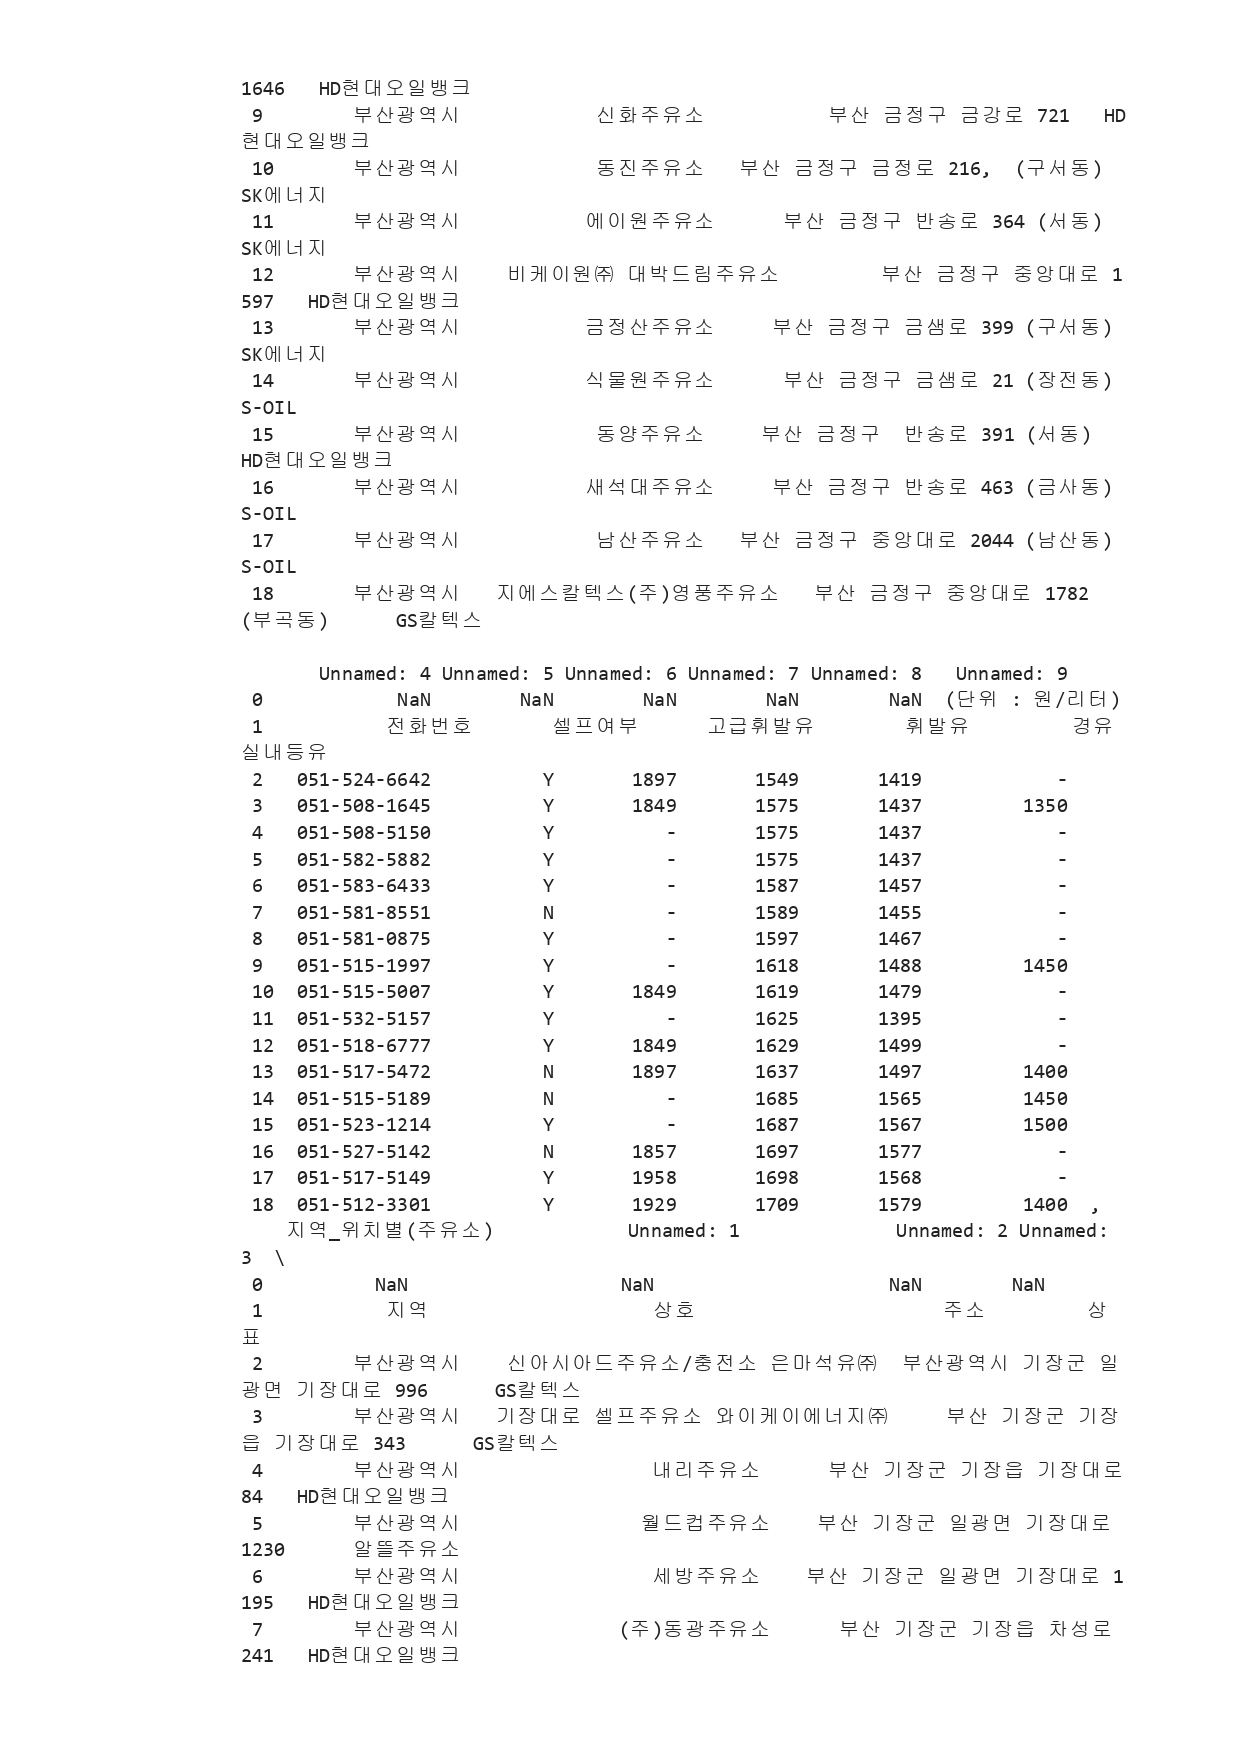 1646   HD현대오일뱅크
9        부산광역시            신화주유소           부산 금정구 금강로 721   HD
현대오일뱅크
10       부산광역시            동진주유소   부산 금정구 금정로 216,  (구서동)
SK에너지
11       부산광역시           에이원주유소      부산 금정구 반송로 364 (서동)
SK에너지
12       부산광역시    비케이원㈜ 대박드림주유소         부산 금정구 중앙대로 1
597   HD현대오일뱅크
13       부산광역시           금정산주유소     부산 금정구 금샘로 399 (구서동)
SK에너지
14       부산광역시           식물원주유소      부산 금정구 금샘로 21 (장전동)
S-OIL
15       부산광역시            동양주유소     부산 금정구  반송로 391 (서동)
HD현대오일뱅크
16       부산광역시           새석대주유소     부산 금정구 반송로 463 (금사동)
S-OIL
17       부산광역시            남산주유소   부산 금정구 중앙대로 2044 (남산동)
S-OIL
18       부산광역시   지에스칼텍스(주)영풍주유소   부산 금정구 중앙대로 1782
(부곡동)      GS칼텍스
Unnamed: 4 Unnamed: 5 Unnamed: 6 Unnamed: 7 Unnamed: 8   Unnamed: 9
0            NaN        NaN        NaN        NaN        NaN  (단위 : 원/리터)
1           전화번호       셀프여부      고급휘발유        휘발유         경유
실내등유
2   051-524-6642          Y       1897       1549       1419            -
3   051-508-1645          Y       1849       1575       1437         1350
4   051-508-5150          Y          -       1575       1437            -
5   051-582-5882          Y          -       1575       1437            -
6   051-583-6433          Y          -       1587       1457            -
7   051-581-8551          N          -       1589       1455            -
8   051-581-0875          Y          -       1597       1467            -
9   051-515-1997          Y          -       1618       1488         1450
10  051-515-5007          Y       1849       1619       1479            -
11  051-532-5157          Y          -       1625       1395            -
12  051-518-6777          Y       1849       1629       1499            -
13  051-517-5472          N       1897       1637       1497         1400
14  051-515-5189          N          -       1685       1565         1450
15  051-523-1214          Y          -       1687       1567         1500
16  051-527-5142          N       1857       1697       1577            -
17  051-517-5149          Y       1958       1698       1568            -
18  051-512-3301          Y       1929       1709       1579         1400  ,
지역_위치별(주유소)            Unnamed: 1              Unnamed: 2 Unnamed:
3  \
0          NaN                   NaN                     NaN        NaN
1           지역                    상호                      주소         상
표
2        부산광역시    신아시아드주유소/충전소 은마석유㈜  부산광역시 기장군 일
광면 기장대로 996      GS칼텍스
3        부산광역시   기장대로 셀프주유소 와이케이에너지㈜     부산 기장군 기장
읍 기장대로 343      GS칼텍스
4        부산광역시                 내리주유소      부산 기장군 기장읍 기장대로
84   HD현대오일뱅크
5        부산광역시                월드컵주유소    부산 기장군 일광면 기장대로
1230      알뜰주유소
6        부산광역시                 세방주유소    부산 기장군 일광면 기장대로 1
195   HD현대오일뱅크
7        부산광역시              (주)동광주유소      부산 기장군 기장읍 차성로
241   HD현대오일뱅크